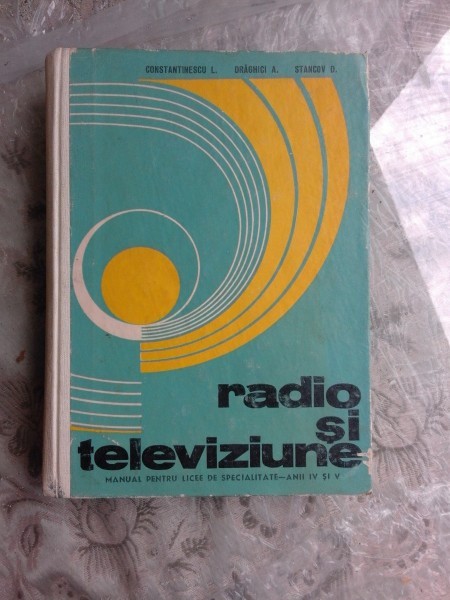 CONSTANTINESCU L. DRĂGHICI A. STANCOV D.
radio
și
televiziune
MANUAL PENTRU LICEE DE SPECIALITATE—ANII IV ȘI V